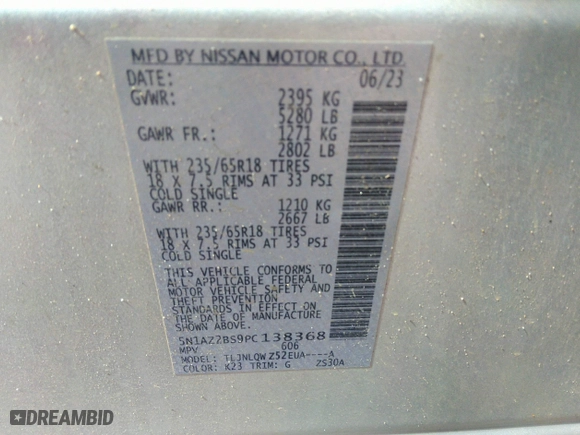 MFD BY NISSAN MOTOR CO., LTD.
DATE: 06/23
GVWR: 2395 KG
5280 LB
GAWR FR.: 1271 KG
2802 LB
WITH 235/65R18 TIRES
18 X 7.5 RIMS AT 33 PSI
COLD SINGLE
GAWR RR.: 1210 KG
2667 LB
WITH 235/65R18 TIRES
18 X 7.5 RIMS AT 33 PSI
COLD SINGLE
THIS VEHICLE CONFORMS TO
ALL APPLICABLE FEDERAL
MOTOR VEHICLE SAFETY AND
THEFT PREVENTION
STANDARDS IN EFFECT ON
THE DATE OF MANUFACTURE
SHOWN ABOVE.
5N1AZ2BS9PC138368
MPV 606
MODEL: TLJNLQWZ52EUA----A
COLOR: X23 TRIM: G ZS30A
DREAMBID